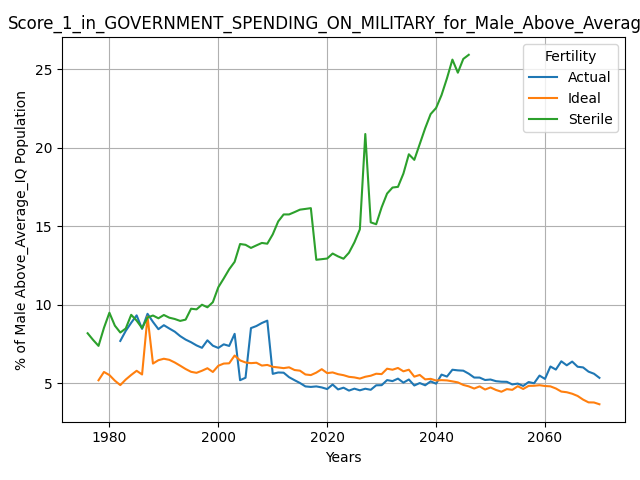 Score_1_in_GOVERNMENT_SPENDING_ON_MILITARY_for_Male_Above_Averag
Fertility
Actual
Ideal
Sterile
% of Male Above_Average_IQ Population
25
20
15
10
5
1980 2000 2020 2040 2060
Years